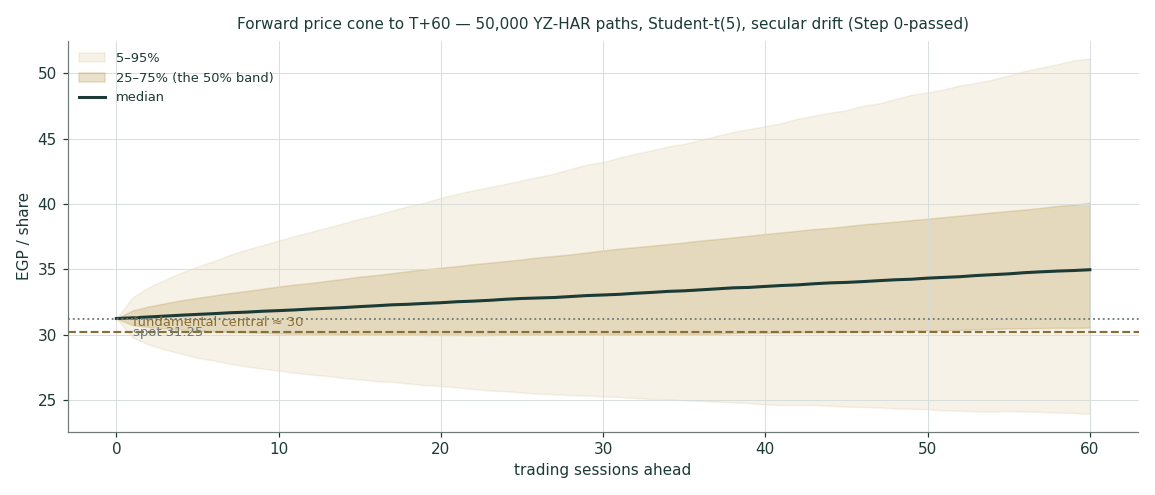 Forward price cone to T+60 — 50,000 YZ-HAR paths, Student-t(5), secular drift (Step 0-passed)
5–95%
25–75% (the 50% band)
median
50
45
40
35
30
25
EGP / share
fundamental central ≈ 30
spot 31.25
0
10
20
30
40
50
60
trading sessions ahead